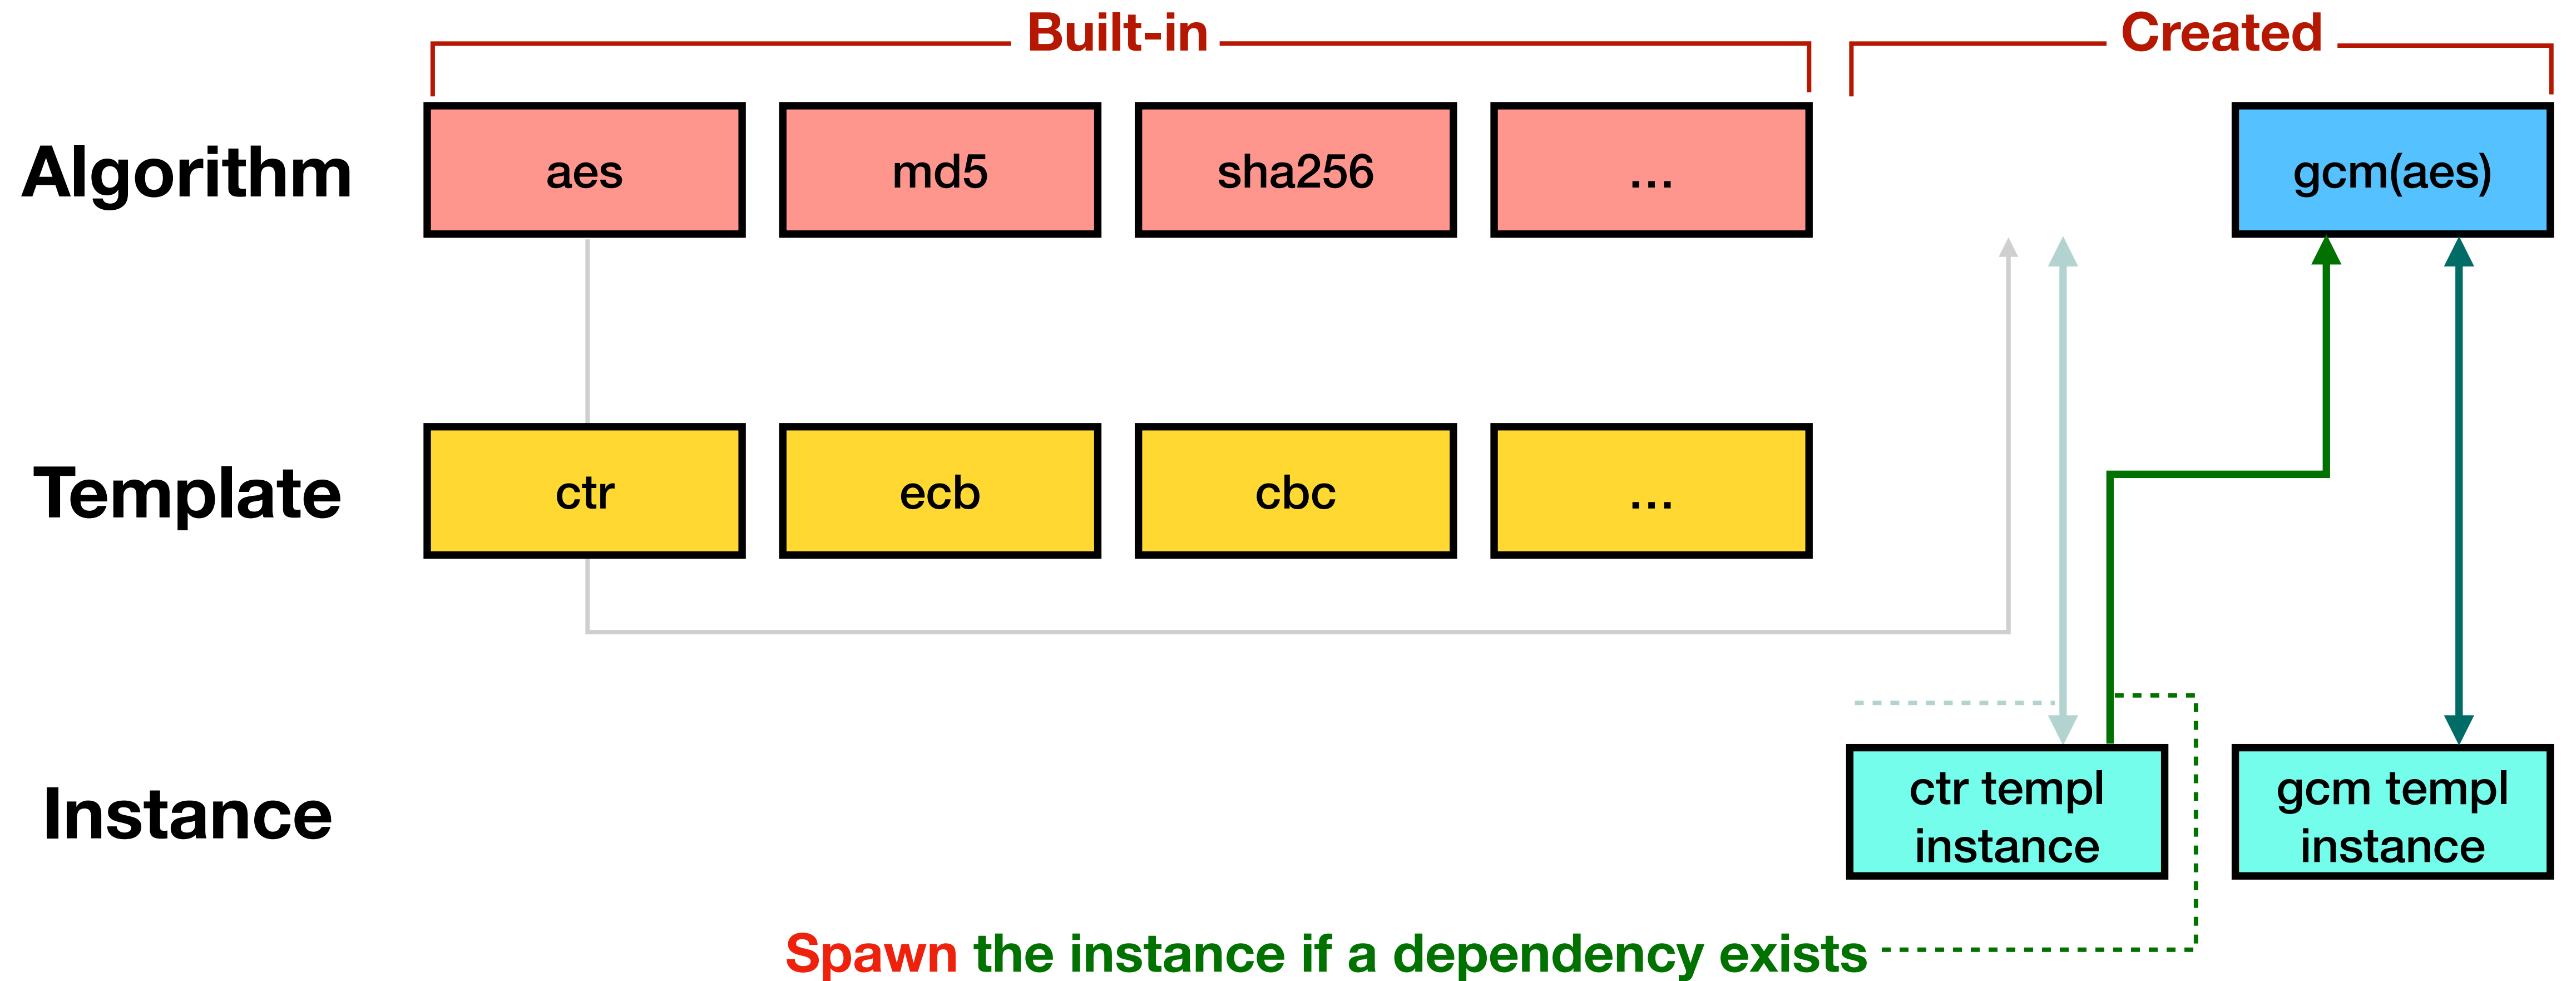 Built-in
Created
Algorithm
aes
md5
sha256
...
gcm(aes)
Template
ctr
ecb
cbc
...
Instance
ctr templ
instance
gcm templ
instance
Spawn the instance if a dependency exists